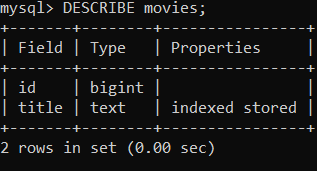 mysql> DESCRIBE movies;
+-------+--------+----------------+
| Field | Type   | Properties     |
+-------+--------+----------------+
| id    | bigint |                |
| title | text   | indexed stored |
+-------+--------+----------------+
2 rows in set (0.00 sec)